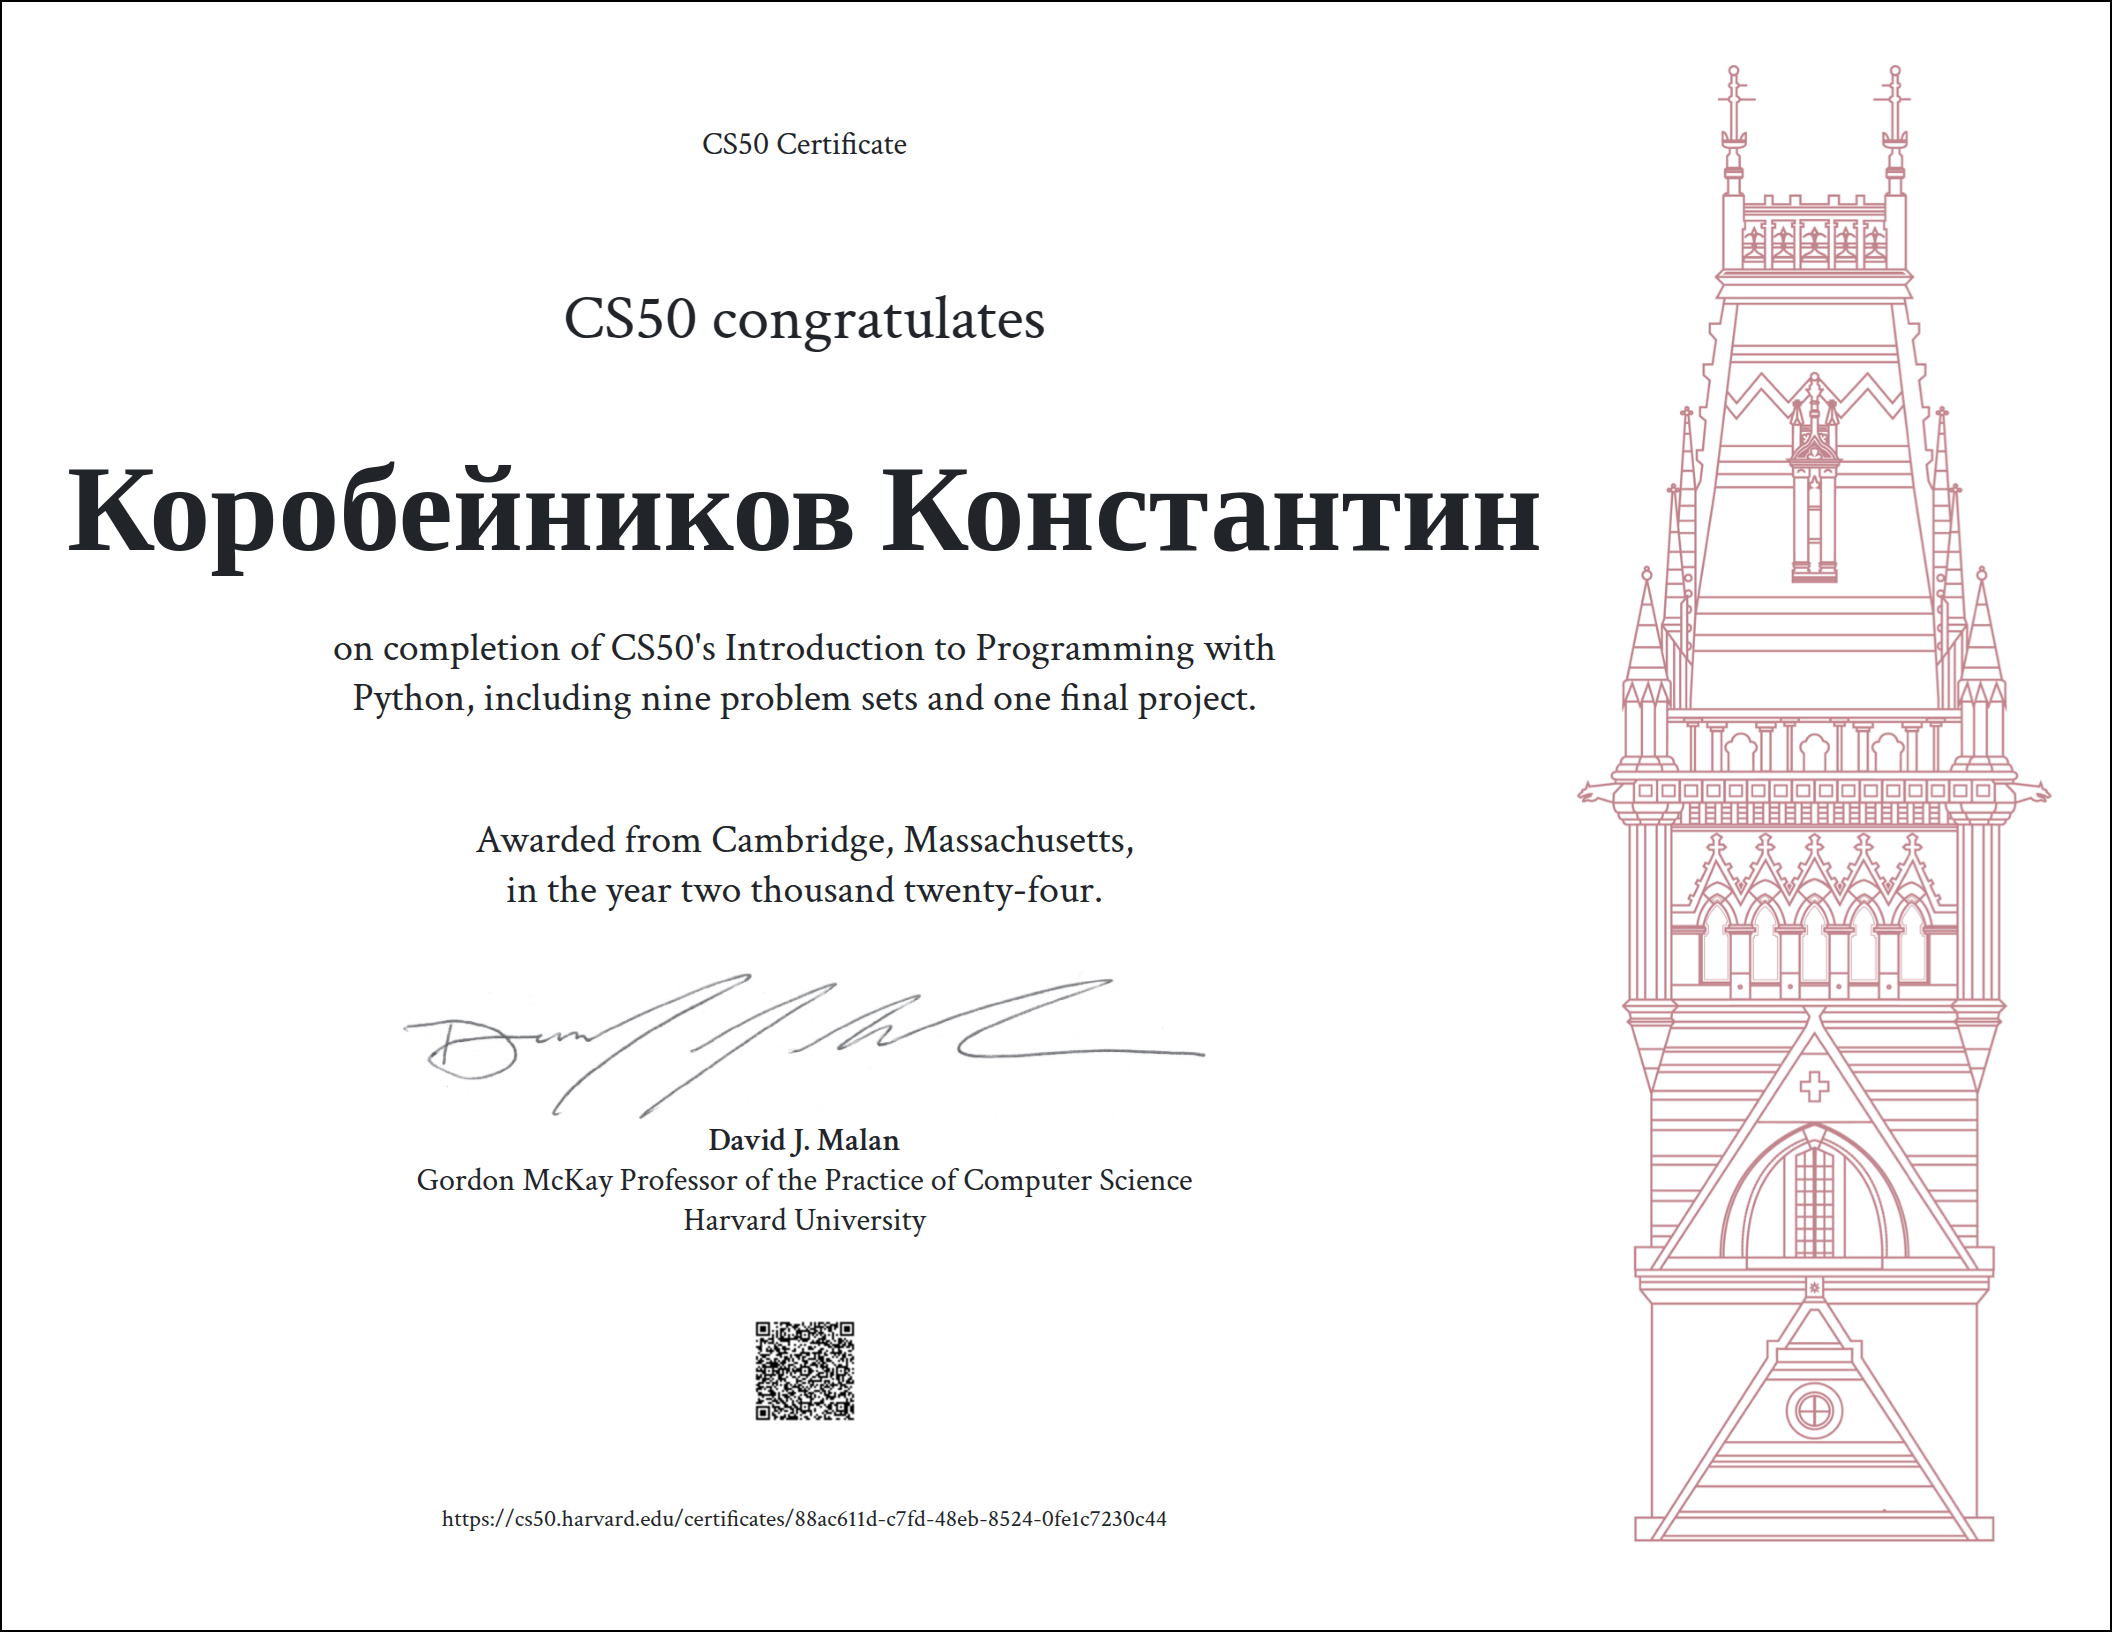 CS50 Certificate
CS50 congratulates
Коробейников Константин
on completion of CS50's Introduction to Programming with
Python, including nine problem sets and one final project.
Awarded from Cambridge, Massachusetts,
in the year two thousand twenty-four.
David J. Malan
Gordon McKay Professor of the Practice of Computer Science
Harvard University
https://cs50.harvard.edu/certificates/88ac611d-c7fd-48eb-8524-0fe1c7230c44